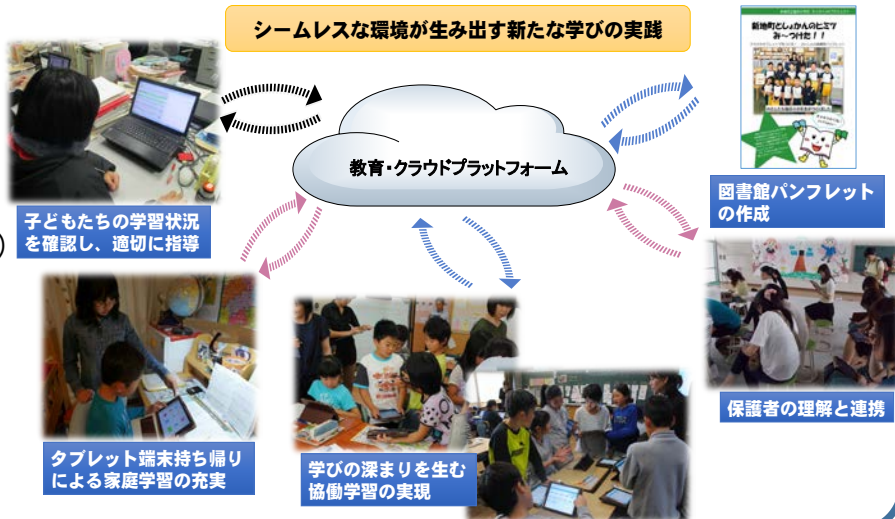 シームレスな環境が生み出す新たな学びの実践
新地町としょかんのヒミツ
み～つけた！！
教育・クラウドプラットフォーム
図書館パンフレット
の作成
子どもたちの学習状況
を確認し、適切に指導
保護者の理解と連携
タブレット端末持ち帰り
による家庭学習の充実
学びの深まりを生む
協働学習の実現